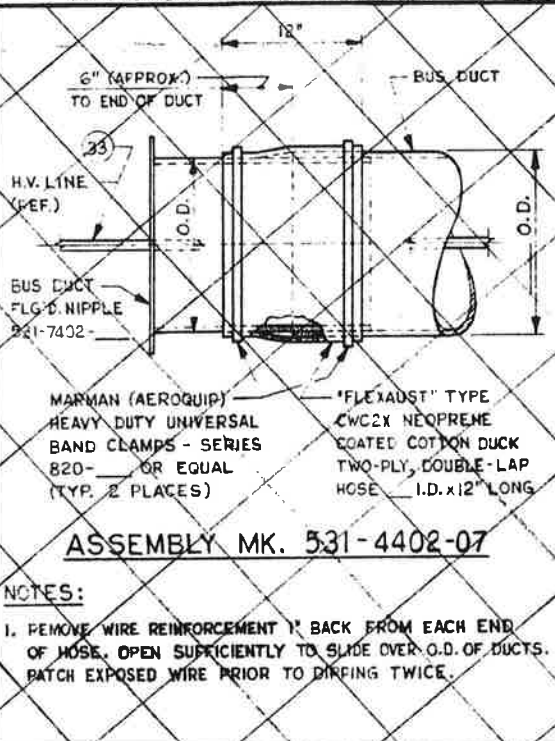 12"
6" (APPROX.)
TO END OF DUCT
BUS DUCT
33
H.V. LINE
(REF.)
O.D.
O.D.
BUS DUCT
FLG'D. NIPPLE
931-7402-__
MARMAN (AEROQUIP)
HEAVY DUTY UNIVERSAL
BAND CLAMPS - SERIES
820-___ OR EQUAL
(TYP. 2 PLACES)
"FLEXAUST" TYPE
CWC2X NEOPRENE
COATED COTTON DUCK
TWO-PLY, DOUBLE-LAP
HOSE __ I.D. x 12" LONG
ASSEMBLY MK. 531-4402-07
NOTES:
1. REMOVE WIRE REINFORCEMENT 1" BACK FROM EACH END
OF HOSE. OPEN SUFFICIENTLY TO SLIDE OVER O.D. OF DUCTS.
PATCH EXPOSED WIRE PRIOR TO DIPPING TWICE.